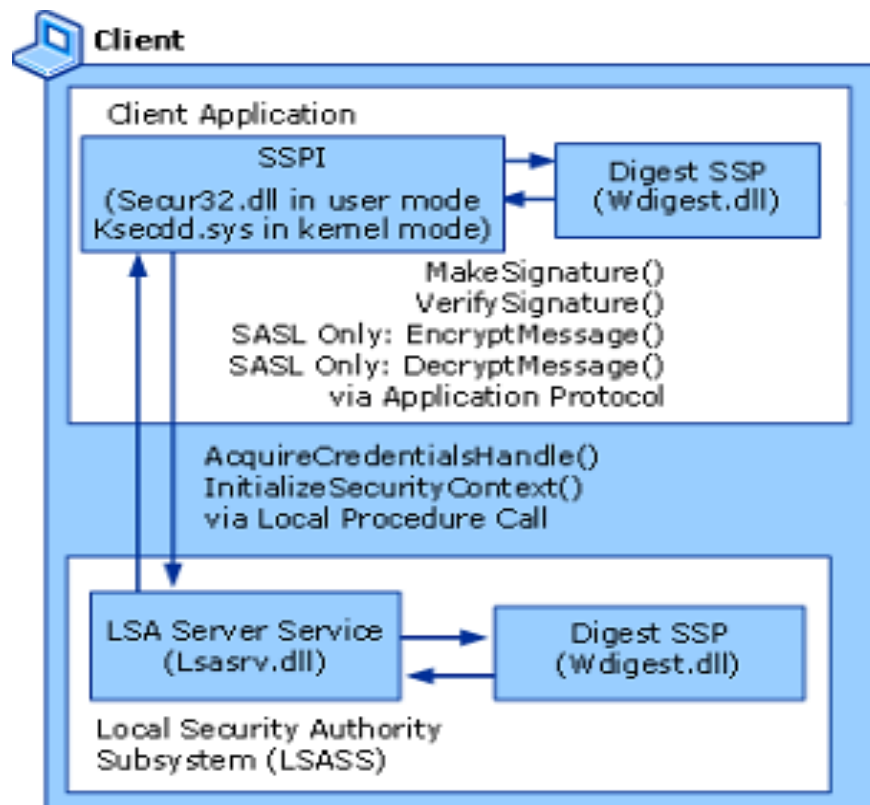 Client
Client Application
SSPI
(Secur32.dll in user mode
Ksecdd.sys in kernel mode)
Digest SSP
(Wdigest.dll)
MakeSignature()
VerifySignature()
SASL Only: EncryptMessage()
SASL Only: DecryptMessage()
via Application Protocol
AcquireCredentialsHandle()
InitializeSecurityContext()
via Local Procedure Call
LSA Server Service
(Lsasrv.dll)
Digest SSP
(Wdigest.dll)
Local Security Authority
Subsystem (LSASS)